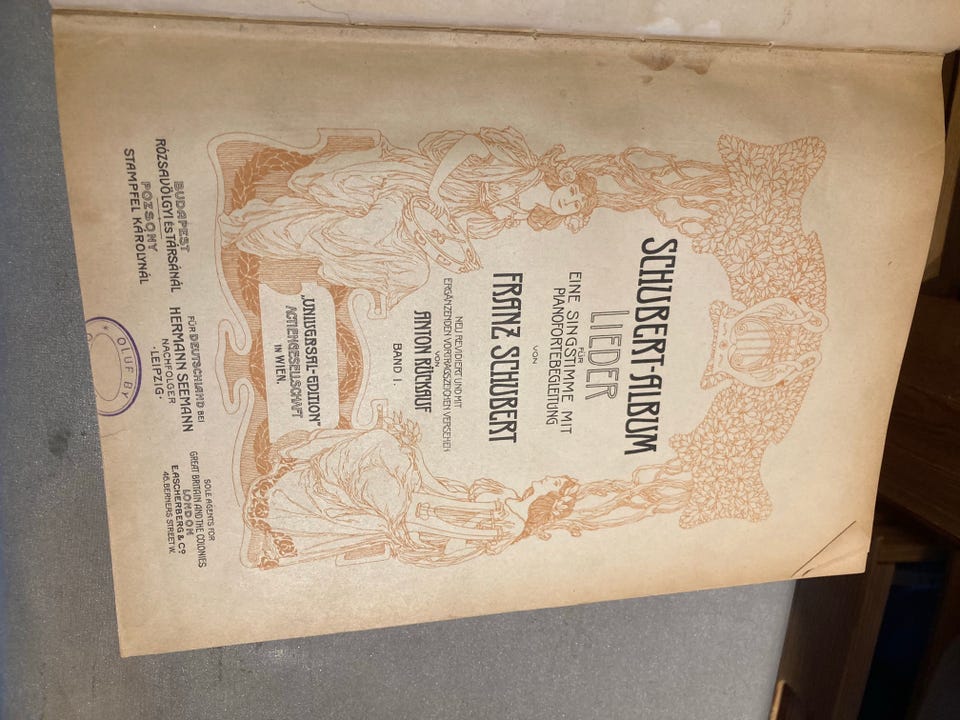 SCHUBERT-ALBUM
LIEDER
FÜR
EINE SINGSTIMME MIT
PIANOFORTEBEGLEITUNG
VON
FRANZ SCHUBERT
NEU REVIDIERT UND MIT
ERGÄNZENDEN VORTRAGSZEICHEN VERSEHEN
VON
ANTON RÜCKAUF
BAND I.
„UNIVERSAL-EDITION“
ACTIENGESELLSCHAFT
IN WIEN.
BUDAPEST
RÓZSAVÖLGYI ÉS TÁRSÁNÁL
POZSONY
STAMPFEL KÁROLYNÁL
FÜR DEUTSCHLAND BEI
HERMANN SEEMANN
NACHFOLGER
·LEIPZIG·
SOLE AGENTS FOR
GREAT BRITAIN AND THE COLONIES
LONDON
E. ASCHERBERG & Cº
46, BERNERS STREET W.
OLUF BY